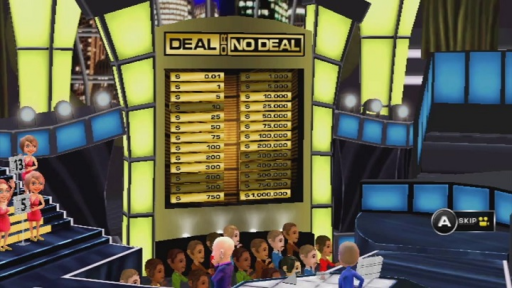 DEAL OR NO DEAL
$ 0.01 $ 1,000
$ 1 $ 5,000
$ 5 $ 10,000
$ 10 $ 25,000
$ 25 $ 50,000
$ 50 $ 75,000
$ 75 $ 100,000
$ 100 $ 200,000
$ 200 $ 300,000
$ 300 $ 400,000
$ 400 $ 500,000
$ 500 $ 750,000
$ 750 $ 1,000,000
13
5
A SKIP